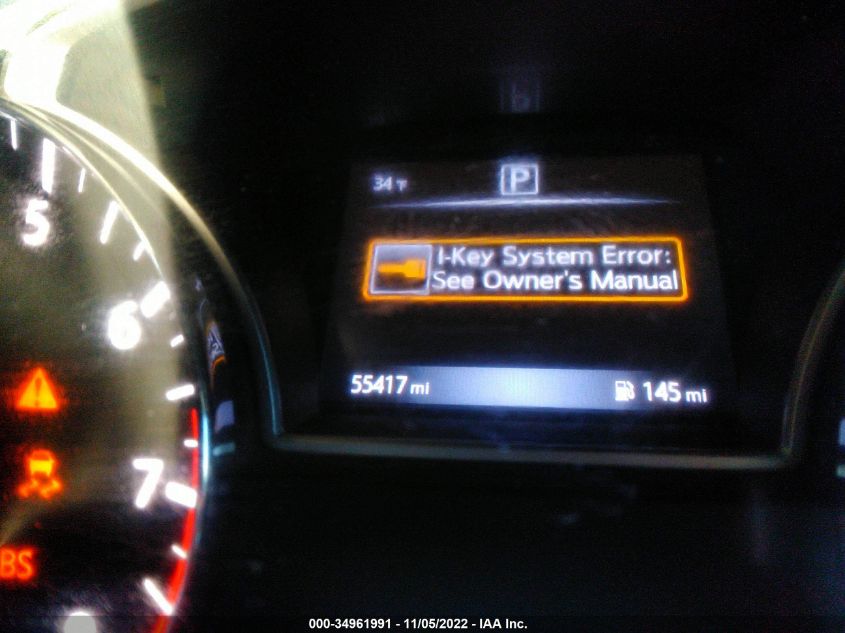 34°F
P
5
I-Key System Error:
See Owner's Manual
6
55417 mi
145 mi
7
BS
000-34961991 - 11/05/2022 - IAA Inc.